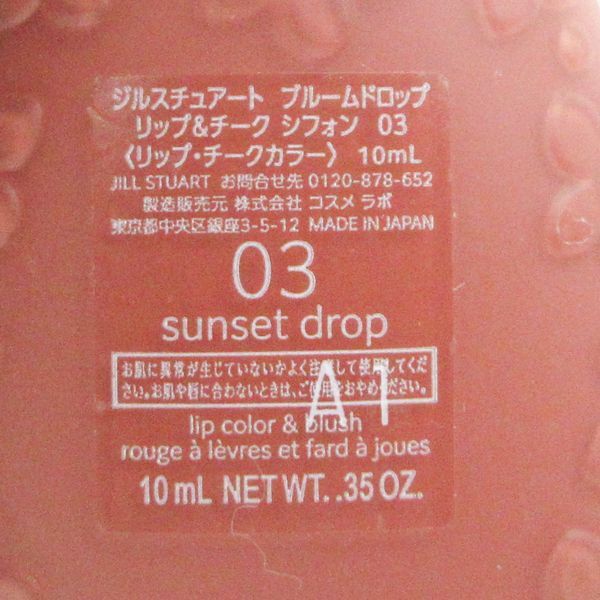 ジルスチュアート ブルームドロップ
リップ&チーク シフォン 03
〈リップ・チークカラー〉 10mL
JILL STUART お問合せ先 0120-878-652
製造販売元 株式会社 コスメ ラボ
東京都中央区銀座3-5-12 MADE IN JAPAN
03
sunset drop
お肌に異常が生じていないかよく注意して使用してくだ
さい。お肌や唇に合わないときは、ご使用をおやめください。
A1
lip color & blush
rouge à lèvres et fard à joues
10 mL NET WT. .35 OZ.